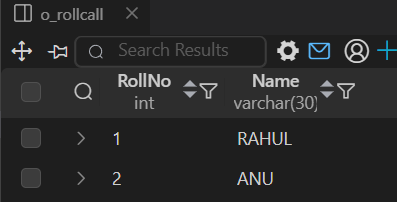 o_rollcall
Search Results
RollNo Name
int varchar(30)
1 RAHUL
2 ANU